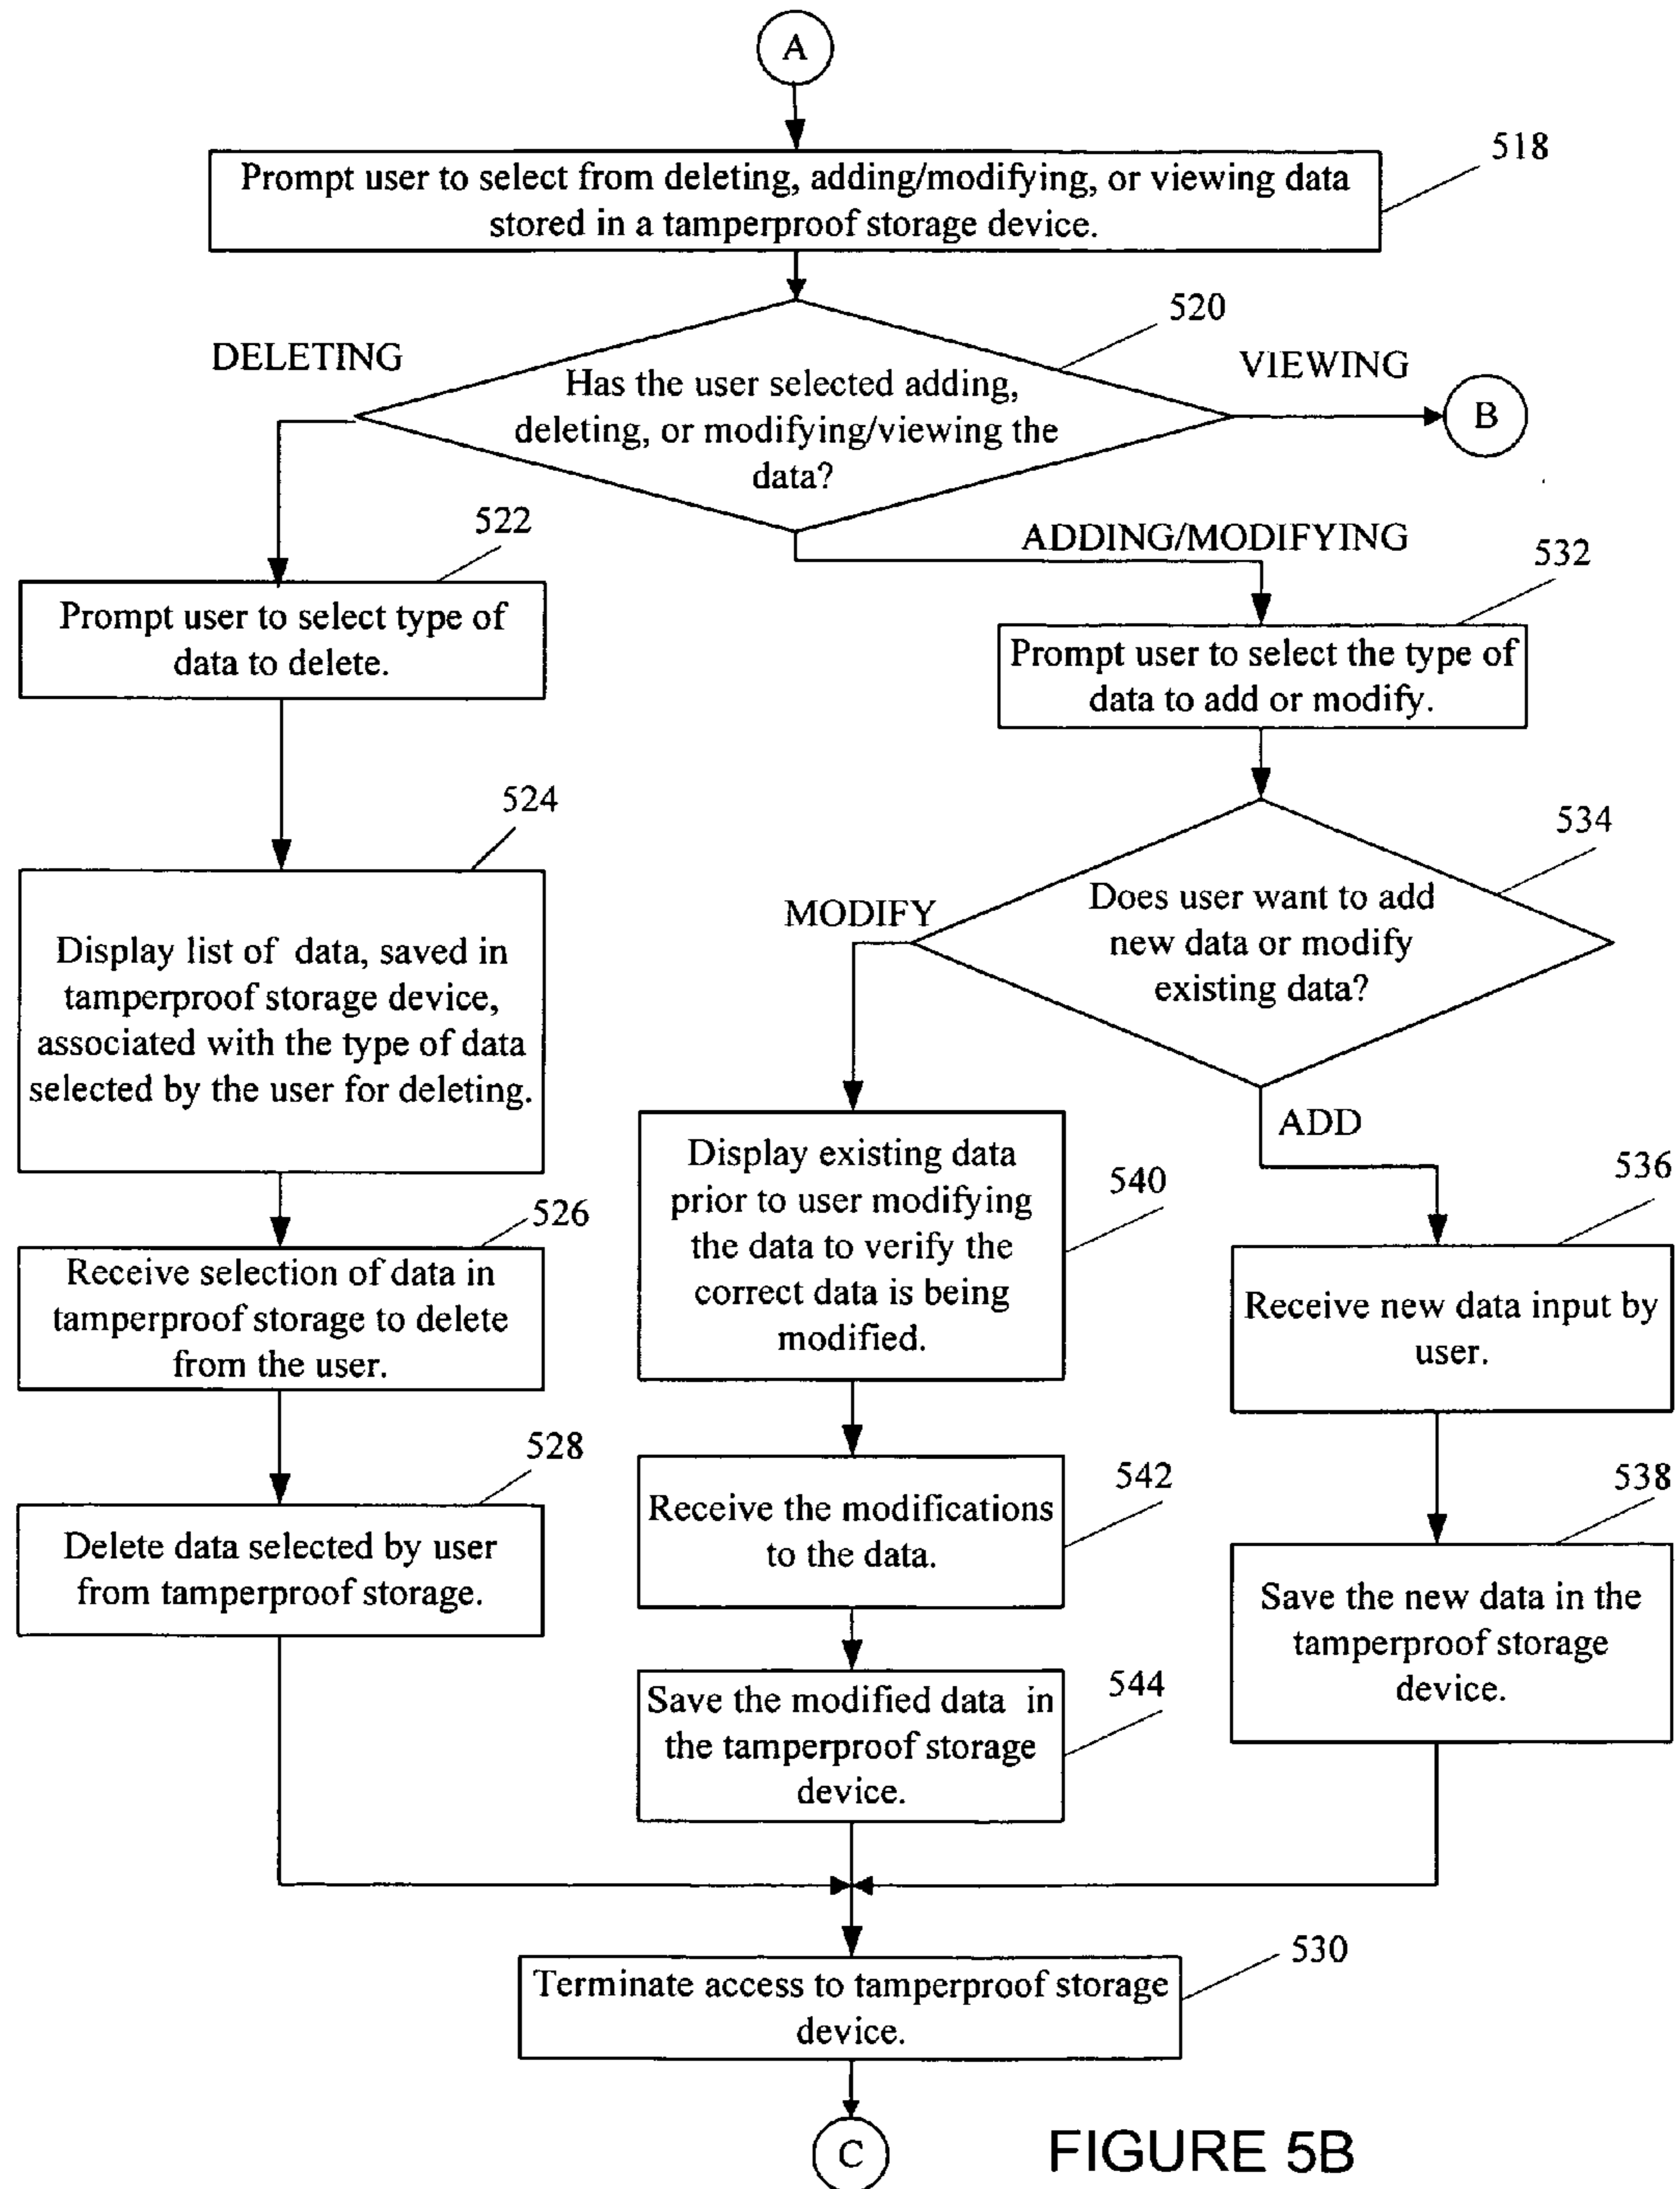 A
518
Prompt user to select from deleting, adding/modifying, or viewing data
stored in a tamperproof storage device.
520
DELETING
VIEWING
Has the user selected adding,
deleting, or modifying/viewing the
data?
B
522
ADDING/MODIFYING
532
Prompt user to select type of
data to delete.
Prompt user to select the type of
data to add or modify.
524
534
Display list of data, saved in
tamperproof storage device,
associated with the type of data
selected by the user for deleting.
MODIFY
Does user want to add
new data or modify
existing data?
ADD
526
Receive selection of data in
tamperproof storage to delete
from the user.
Display existing data
prior to user modifying
the data to verify the
correct data is being
modified.
540
536
Receive new data input by
user.
528
Delete data selected by user
from tamperproof storage.
542
Receive the modifications
to the data.
538
Save the new data in the
tamperproof storage
device.
544
Save the modified data in
the tamperproof storage
device.
530
Terminate access to tamperproof storage
device.
C
FIGURE 5B